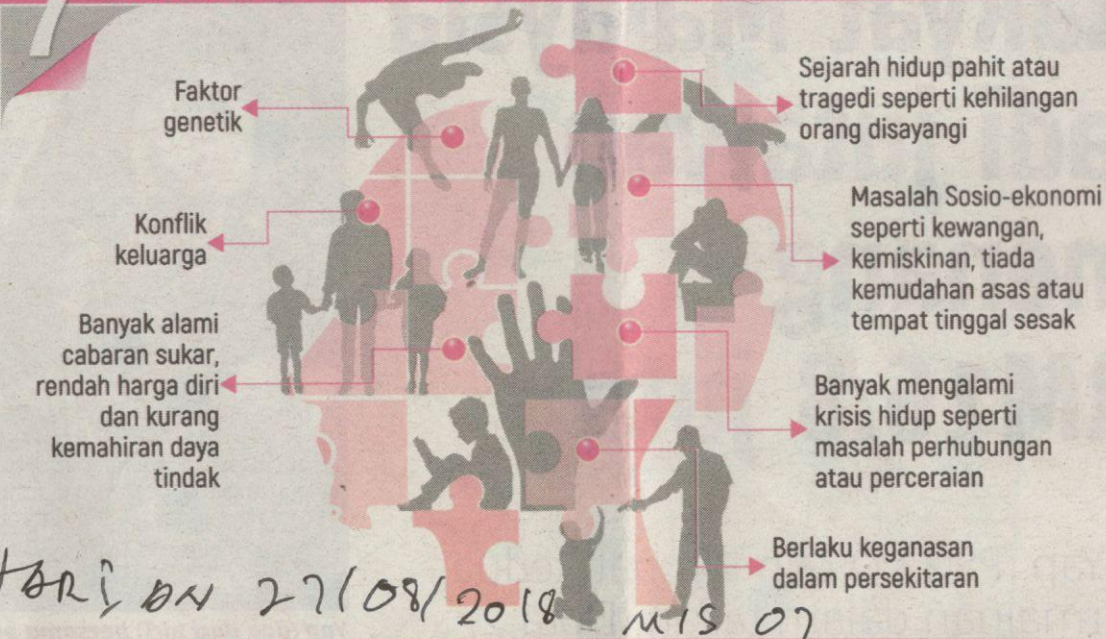 Faktor
genetik
Konflik
keluarga
Banyak alami
cabaran sukar,
rendah harga diri
dan kurang
kemahiran daya
tindak
Sejarah hidup pahit atau
tragedi seperti kehilangan
orang disayangi
Masalah Sosio-ekonomi
seperti kewangan,
kemiskinan, tiada
kemudahan asas atau
tempat tinggal sesak
Banyak mengalami
krisis hidup seperti
masalah perhubungan
atau perceraian
Berlaku keganasan
dalam persekitaran
27/08/2018 M/S 07